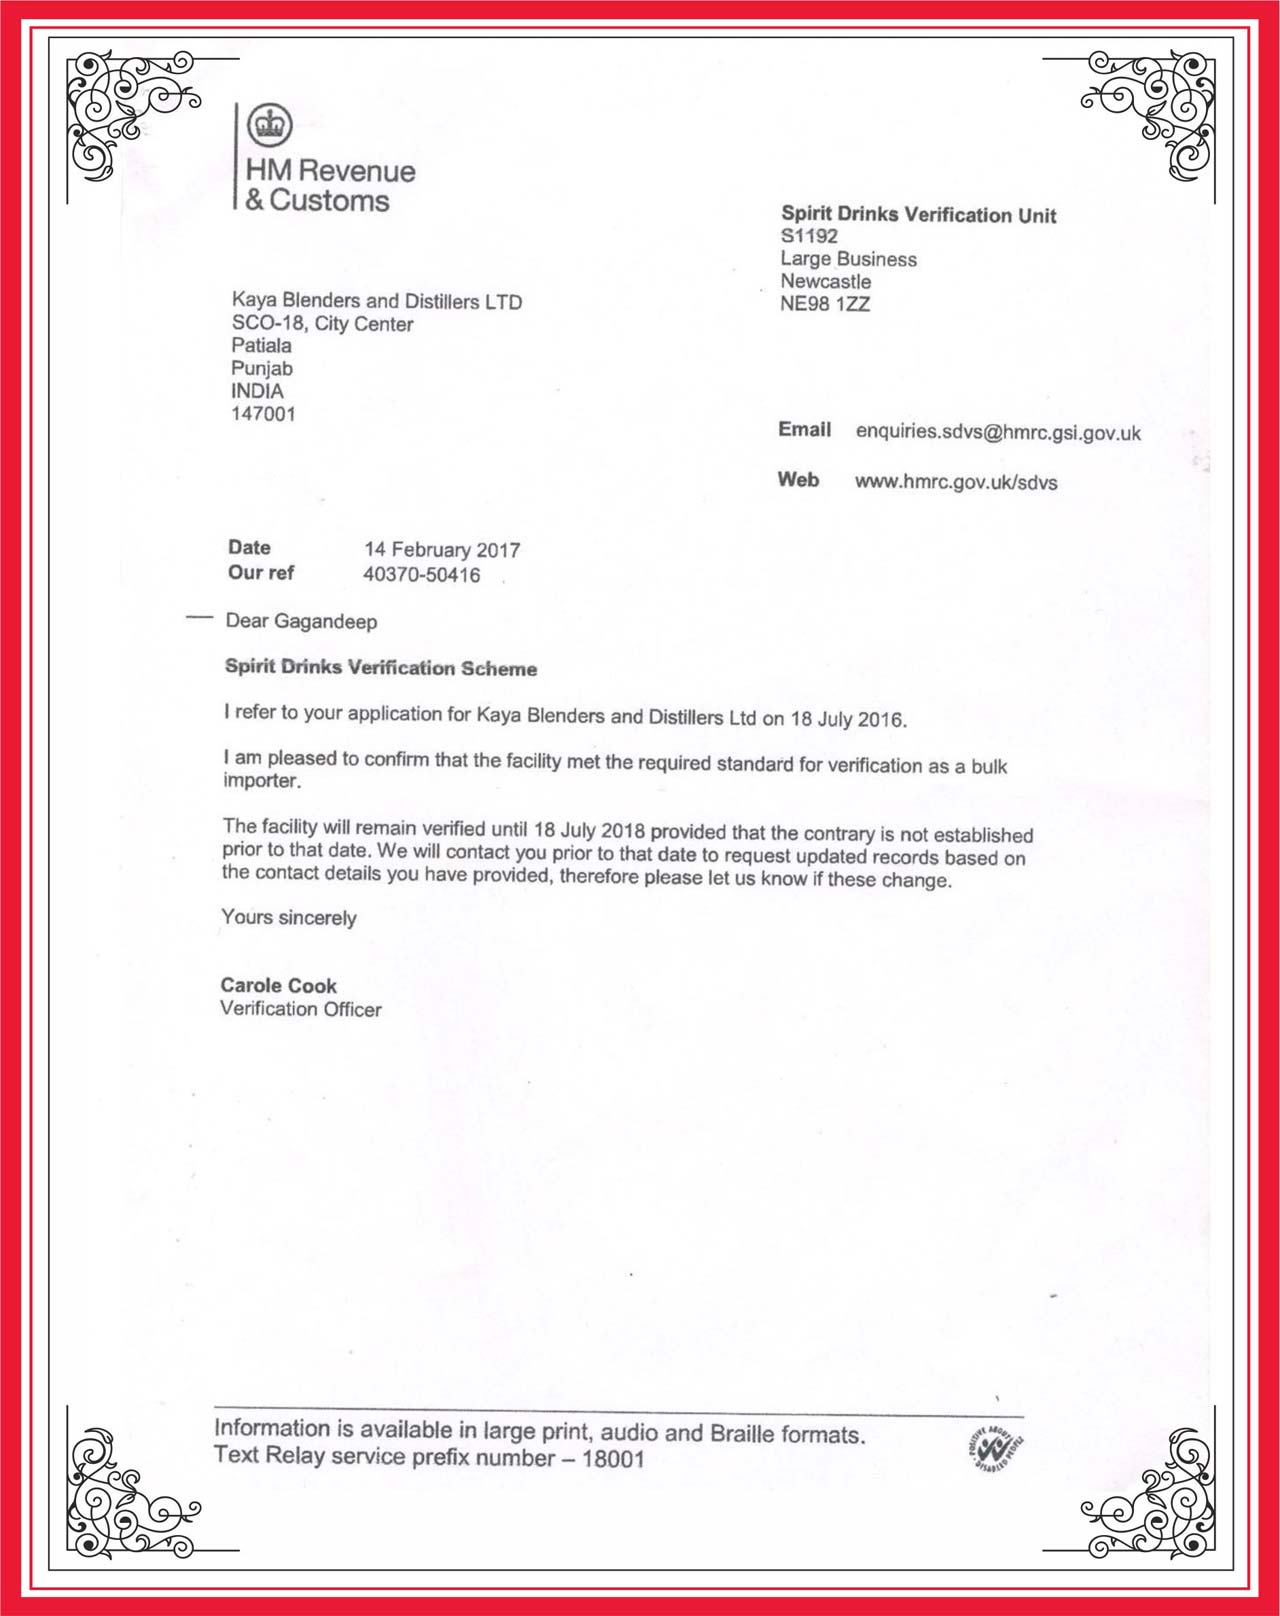 HM Revenue
& Customs
Spirit Drinks Verification Unit
S1192
Large Business
Newcastle
NE98 1ZZ
Kaya Blenders and Distillers LTD
SCO-18, City Center
Patiala
Punjab
INDIA
147001
Email enquiries.sdvs@hmrc.gsi.gov.uk
Web www.hmrc.gov.uk/sdvs
Date 14 February 2017
Our ref 40370-50416
Dear Gagandeep
Spirit Drinks Verification Scheme
I refer to your application for Kaya Blenders and Distillers Ltd on 18 July 2016.
I am pleased to confirm that the facility met the required standard for verification as a bulk
importer.
The facility will remain verified until 18 July 2018 provided that the contrary is not established
prior to that date. We will contact you prior to that date to request updated records based on
the contact details you have provided, therefore please let us know if these change.
Yours sincerely
Carole Cook
Verification Officer
Information is available in large print, audio and Braille formats.
Text Relay service prefix number – 18001
POSITIVE ABOUT
DISABLED PEOPLE